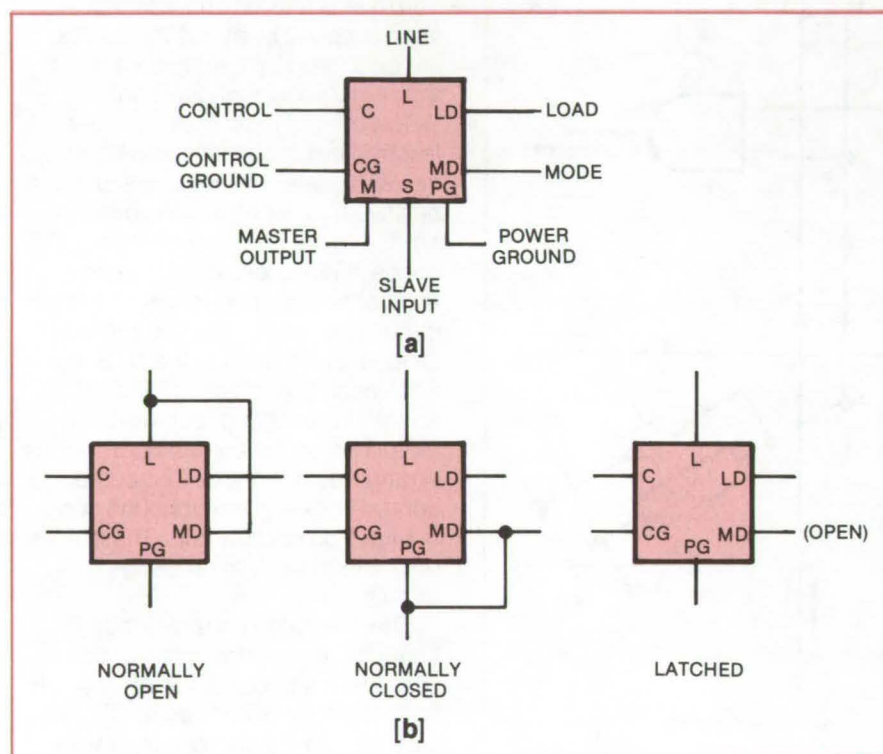 LINE
L
CONTROL
C
LD
LOAD
CONTROL
GROUND
CG
MD
MODE
M
S
PG
MASTER
OUTPUT
POWER
GROUND
SLAVE
INPUT
[a]
L
C
LD
CG
MD
PG
NORMALLY
OPEN
L
C
LD
CG
MD
PG
NORMALLY
CLOSED
L
C
LD
CG
MD
(OPEN)
PG
LATCHED
[b]